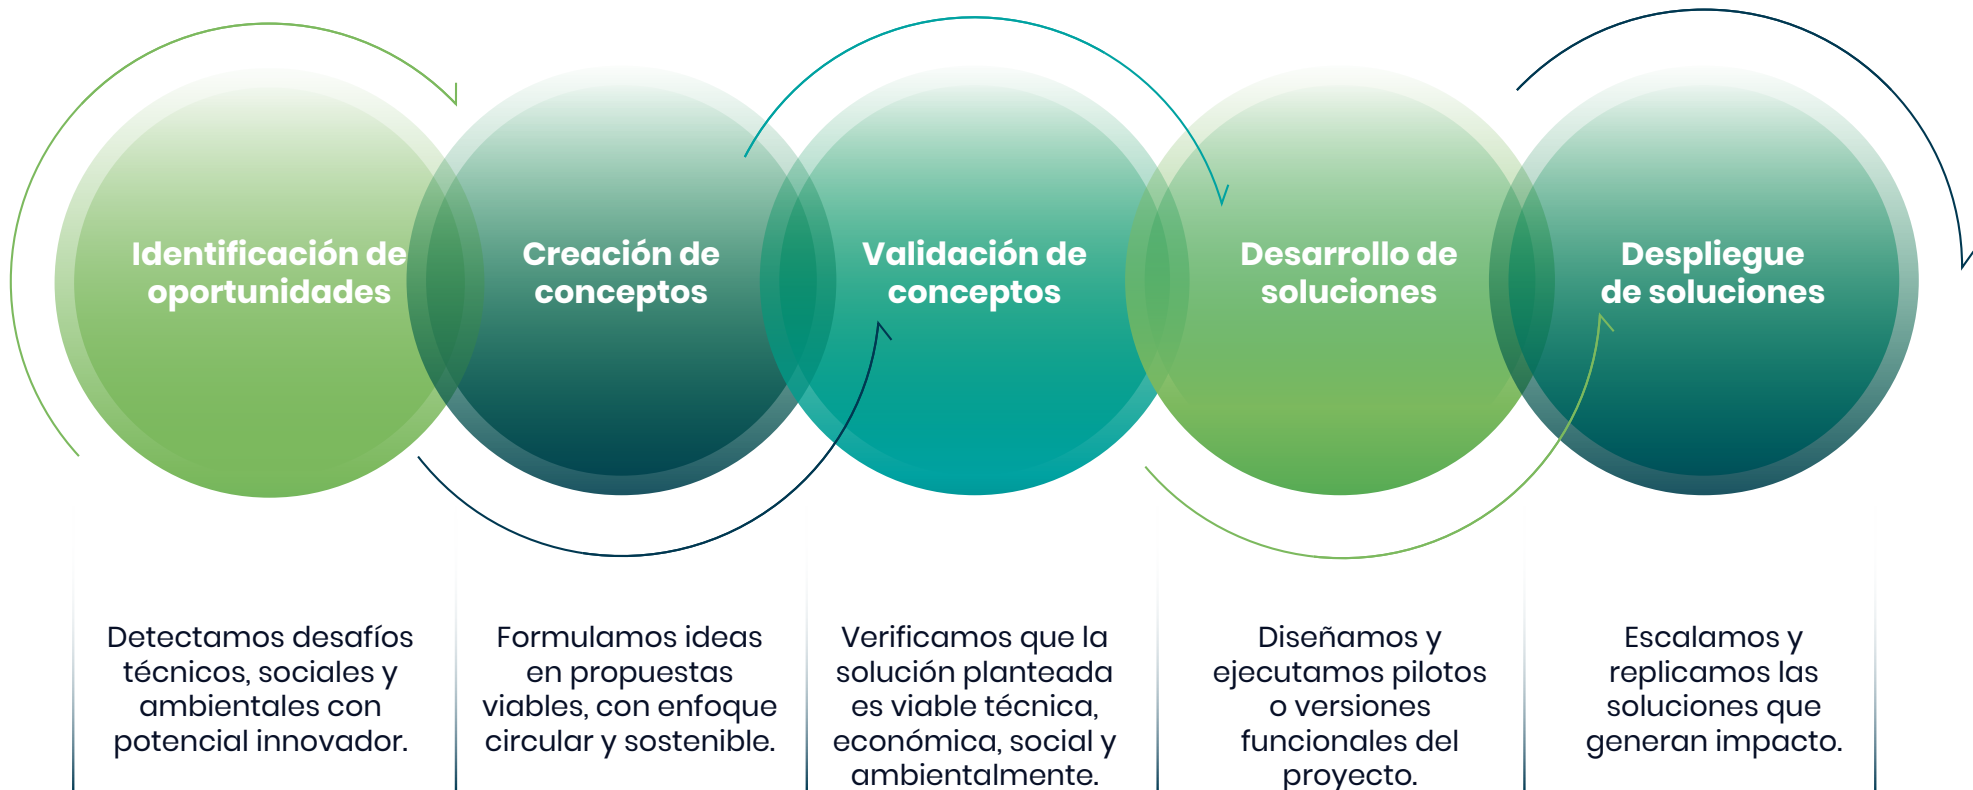 Identificación de
oportunidades
Creación de
conceptos
Validación de
conceptos
Desarrollo de
soluciones
Despliegue
de soluciones
Detectamos desafíos
técnicos, sociales y
ambientales con
potencial innovador.
Formulamos ideas
en propuestas
viables, con enfoque
circular y sostenible.
Verificamos que la
solución planteada
es viable técnica,
económica, social y
ambientalmente.
Diseñamos y
ejecutamos pilotos
o versiones
funcionales del
proyecto.
Escalamos y
replicamos las
soluciones que
generan impacto.